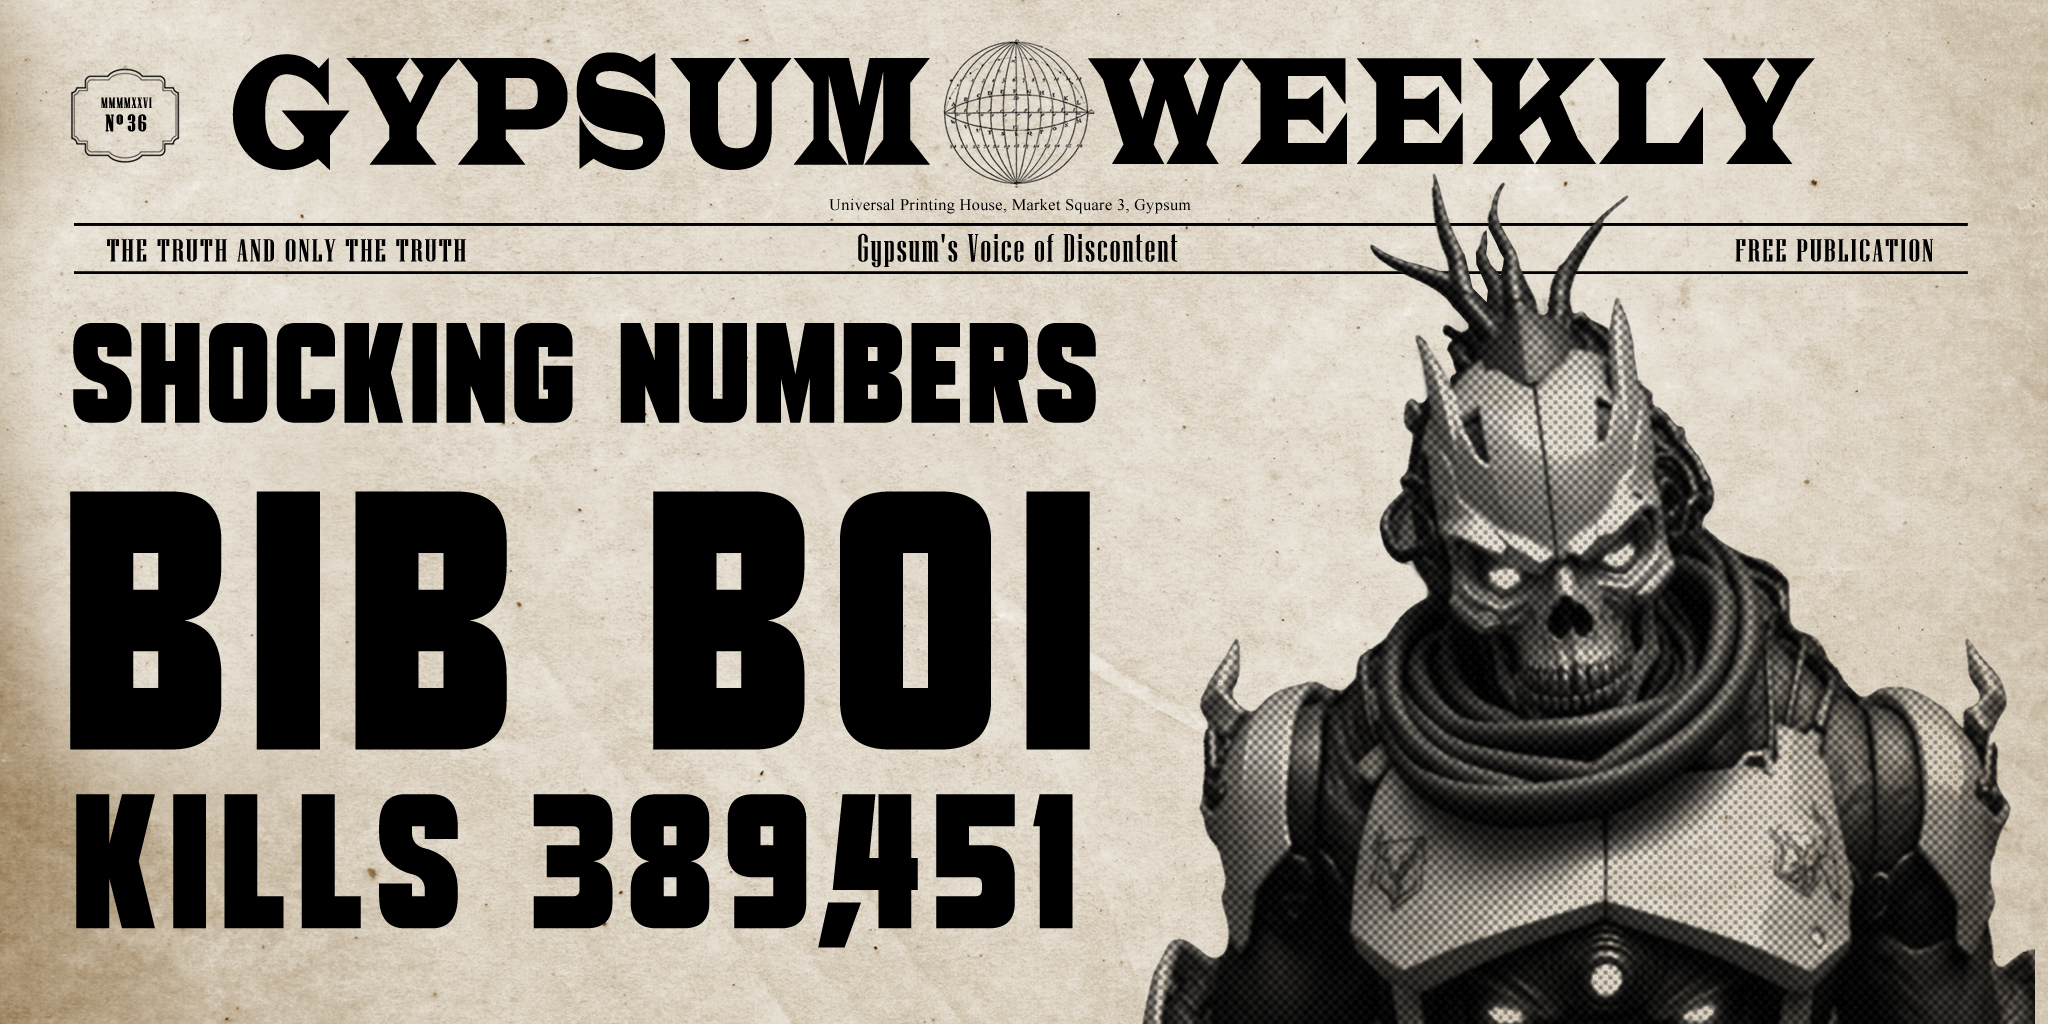 MMMMXXVI
Nº 36
GYPSUM WEEKLY
Universal Printing House, Market Square 3, Gypsum
THE TRUTH AND ONLY THE TRUTH
Gypsum's Voice of Discontent
FREE PUBLICATION
SHOCKING NUMBERS
BIB BOI
KILLS 389,451